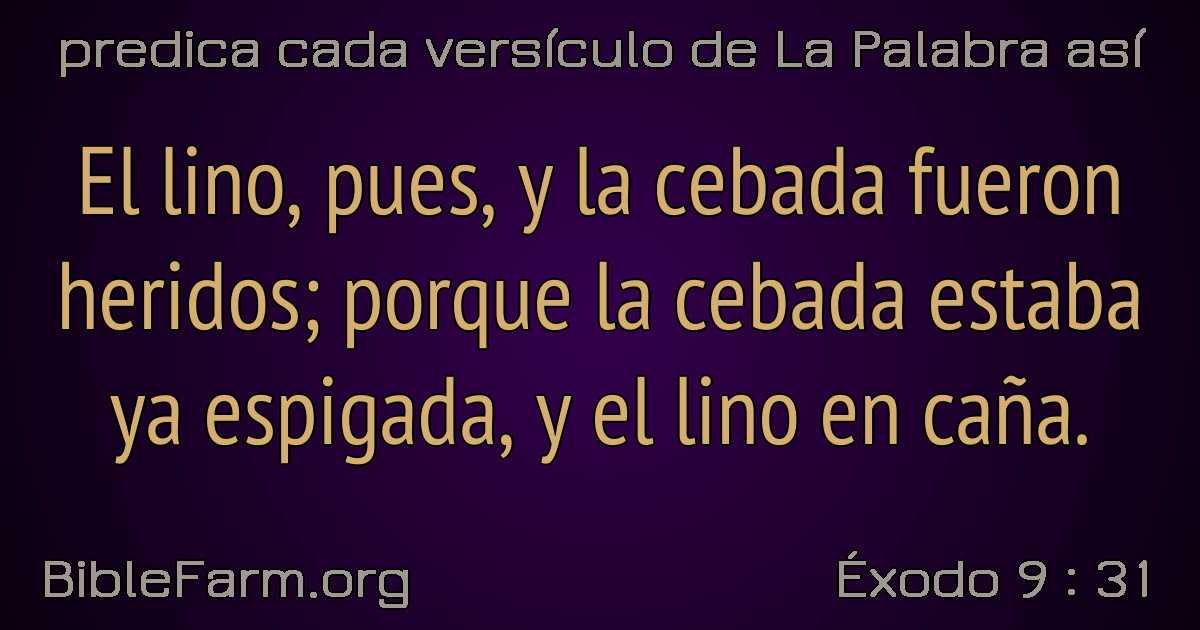 predica cada versículo de La Palabra así
El lino, pues, y la cebada fueron
heridos; porque la cebada estaba
ya espigada, y el lino en caña.
BibleFarm.org
Éxodo 9 : 31